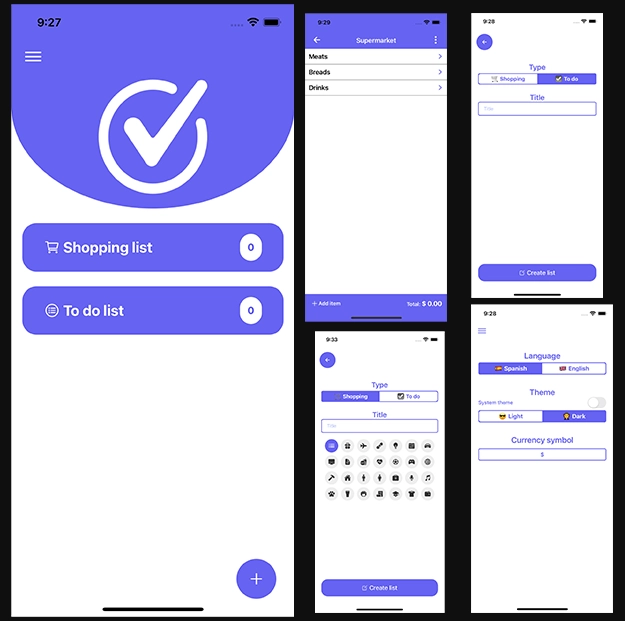 9:27
Shopping list 0
To do list 0
9:29
Supermarket
Meats
Breads
Drinks
Add item Total: $ 0.00
9:28
Type
Shopping To do
Title
Title
Create list
9:33
Type
Shopping To do
Title
Title
Create list
9:28
Language
Spanish English
Theme
System theme
Light Dark
Currency symbol
$